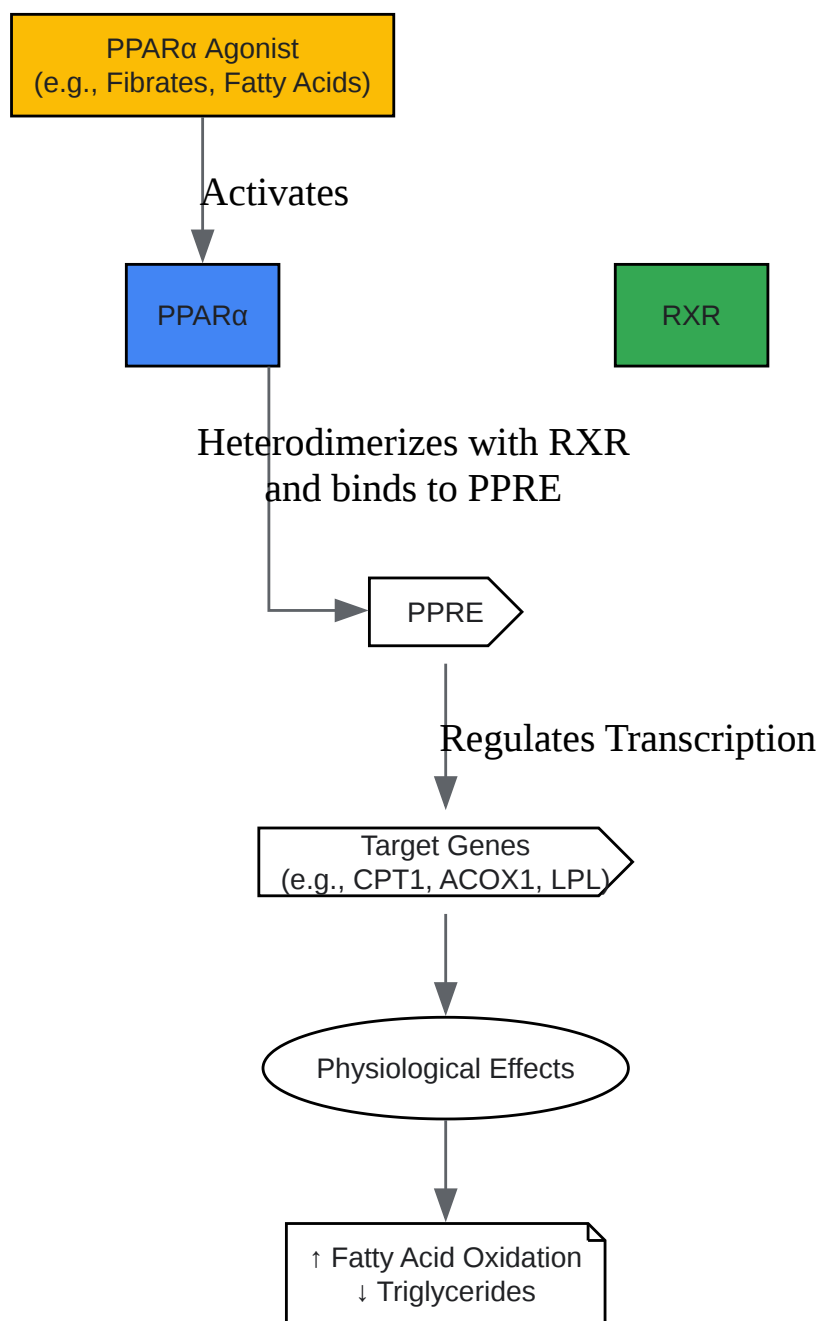 PPARα Agonist
(e.g., Fibrates, Fatty Acids)
Activates
PPARα
RXR
Heterodimerizes with RXR
and binds to PPRE
PPRE
Regulates Transcription
Target Genes
(e.g., CPT1, ACOX1, LPL)
Physiological Effects
↑ Fatty Acid Oxidation
↓ Triglycerides